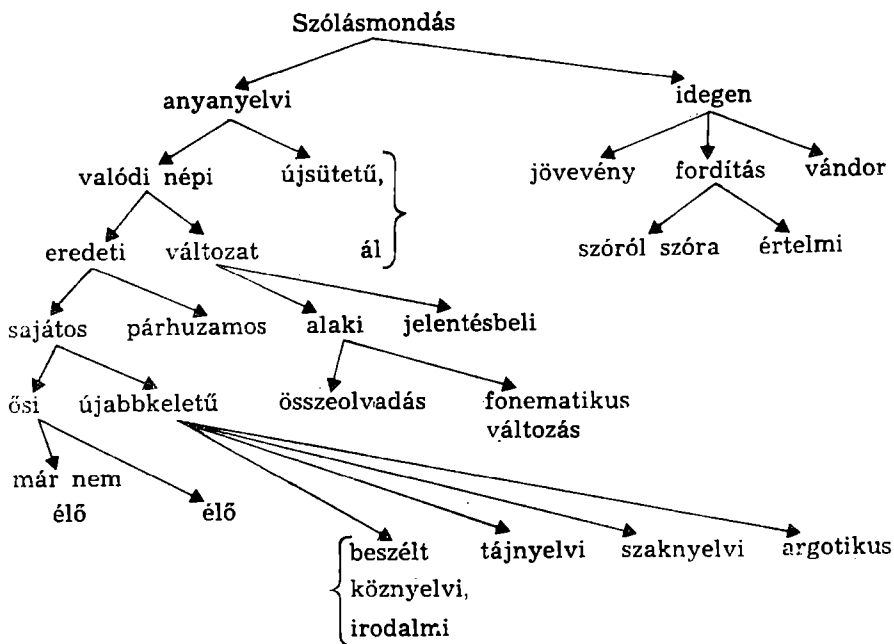 Szólásmondás
anyanyelvi idegen
valódi népi újsütetű, jövevény fordítás vándor
eredeti változat ál szóról szóra értelmi
sajátos párhuzamos alaki jelentésbeli
ősi újabbkeletű összeolvadás fonematikus
változás
már nem
élő élő
beszélt tájnyelvi szaknyelvi argotikus
köznyelvi,
irodalmi